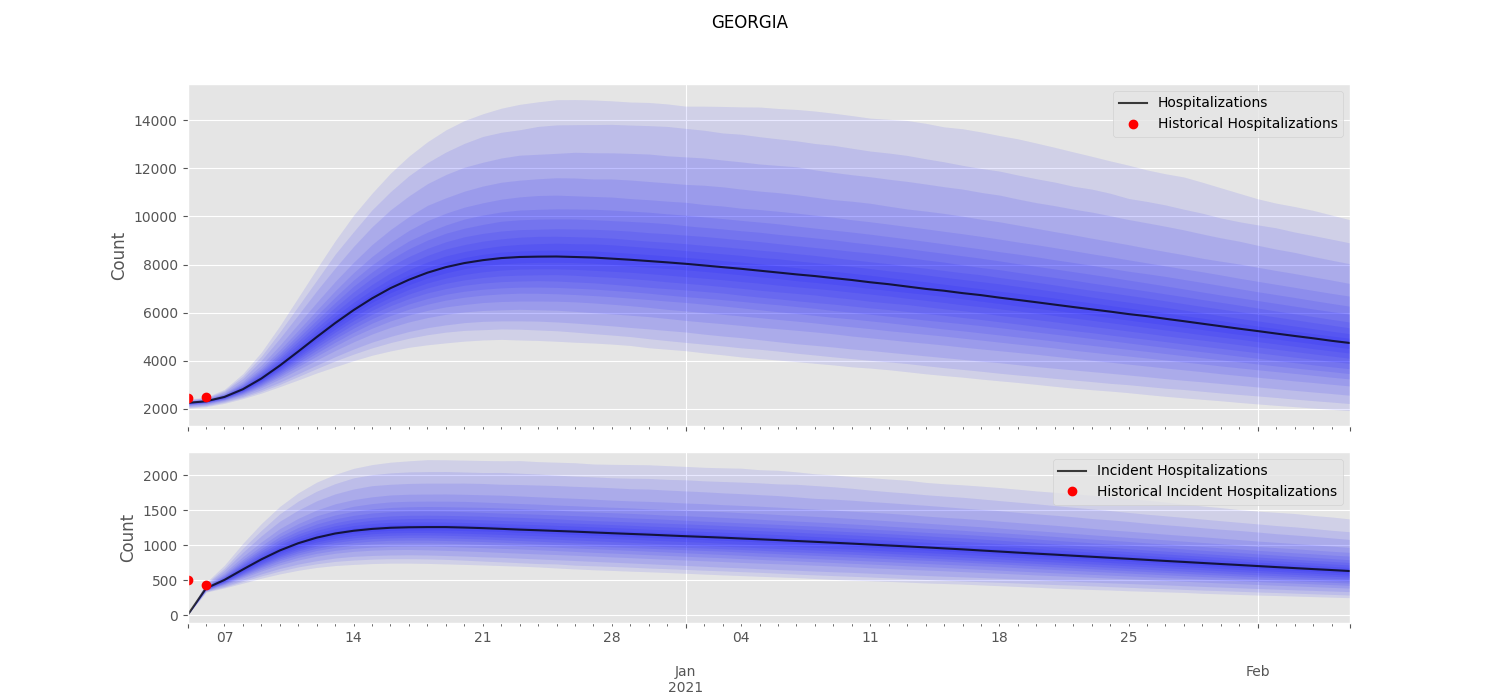 GEORGIA
Hospitalizations
Historical Hospitalizations
Count
14000
12000
10000
8000
6000
4000
2000
Incident Hospitalizations
Historical Incident Hospitalizations
Count
2000
1500
1000
500
0
07 14 21 28 04 11 18 25
Jan Feb
2021